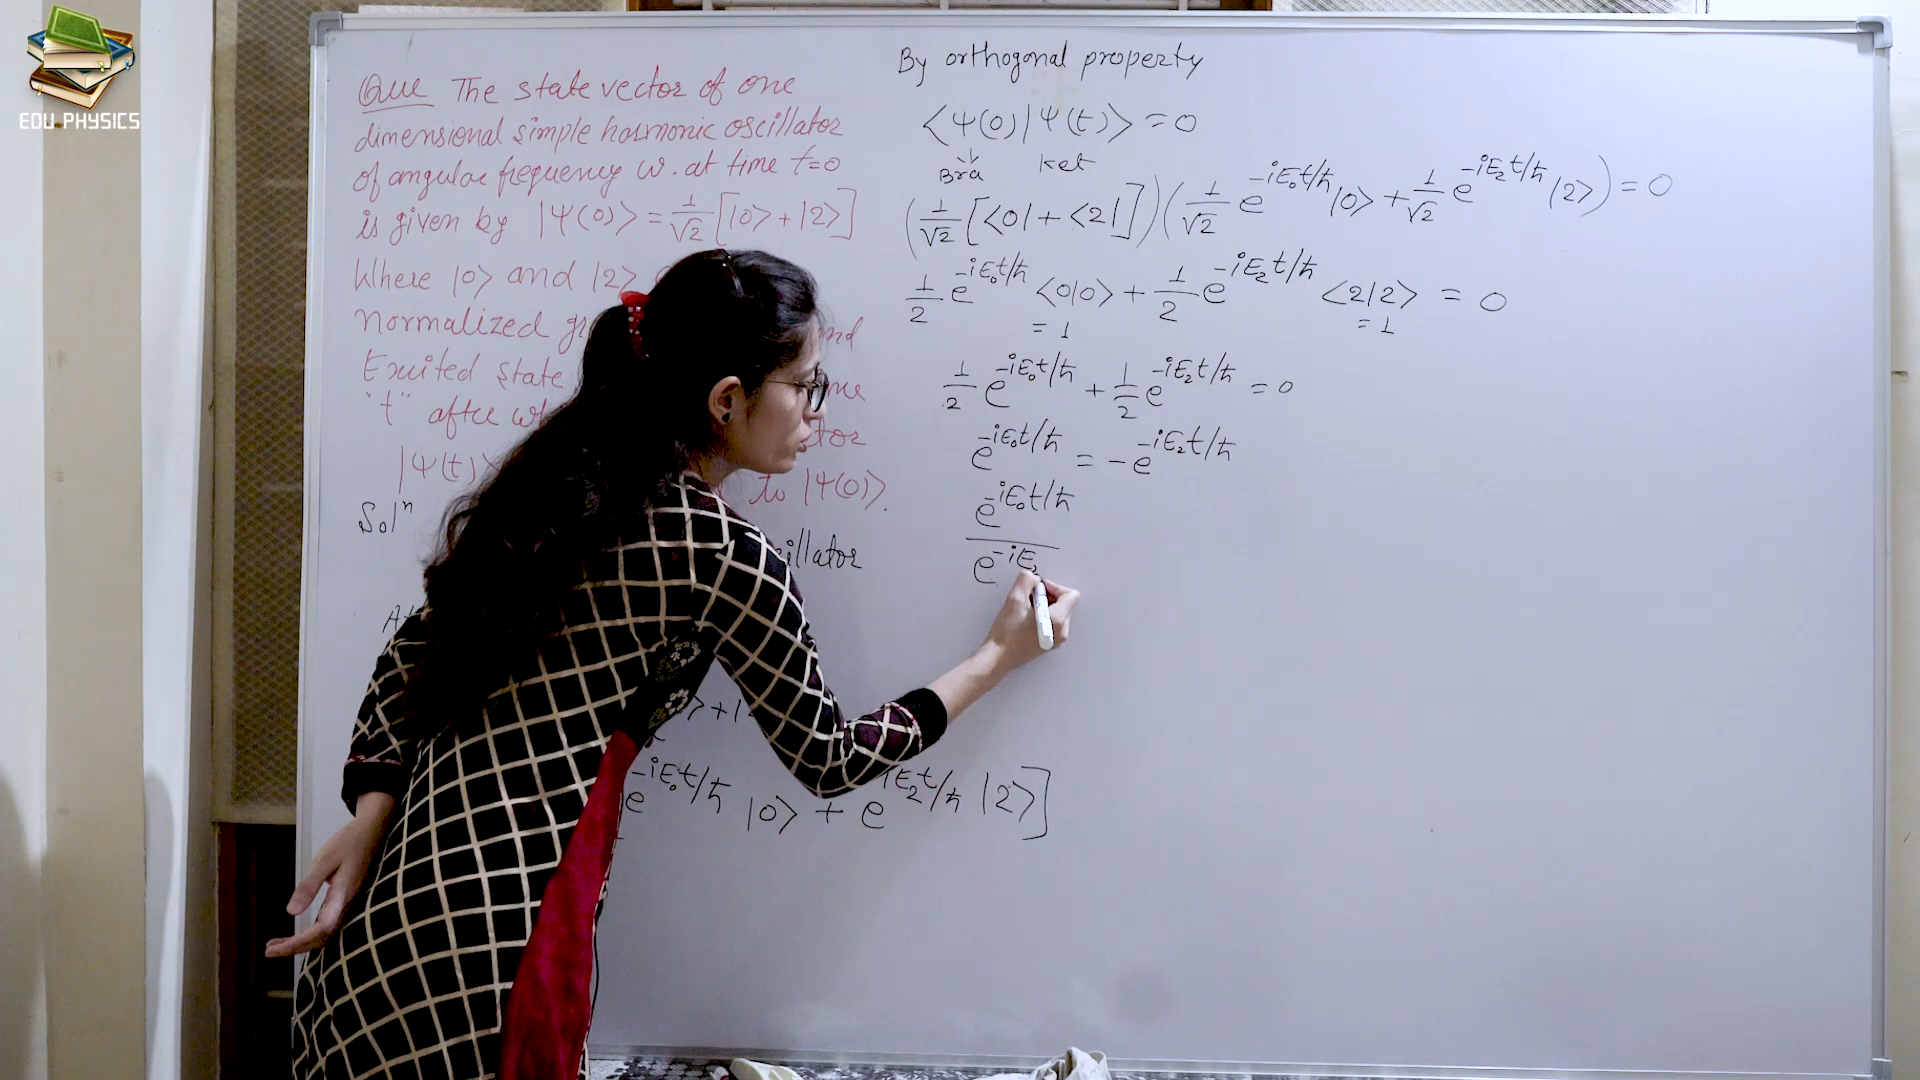 EDU PHYSICS
Que The state vector of one
dimensional simple harmonic oscillator
of angular frequency ω. at time t=0
is given by |Ψ(0)> = 1/√2 [|0> + |2>]
Where |0> and |2>
normalized
Exited state
"t" after
|Ψ(t) to |Ψ(0)>.
Solⁿ
> + |
e^-iE₀t/ħ |0> + e^iE₂t/ħ |2>]
By orthogonal property
<Ψ(0)|Ψ(t)> = 0
Bra ket
(1/√2 [<0| + <2|]) (1/√2 e^-iE₀t/ħ |0> + 1/√2 e^-iE₂t/ħ |2>) = 0
1/2 e^-iE₀t/ħ <0|0> + 1/2 e^-iE₂t/ħ <2|2> = 0
= 1 = 1
1/2 e^-iE₀t/ħ + 1/2 e^-iE₂t/ħ = 0
e^-iE₀t/ħ = -e^-iE₂t/ħ
e^-iE₀t/ħ
e^-iE₂